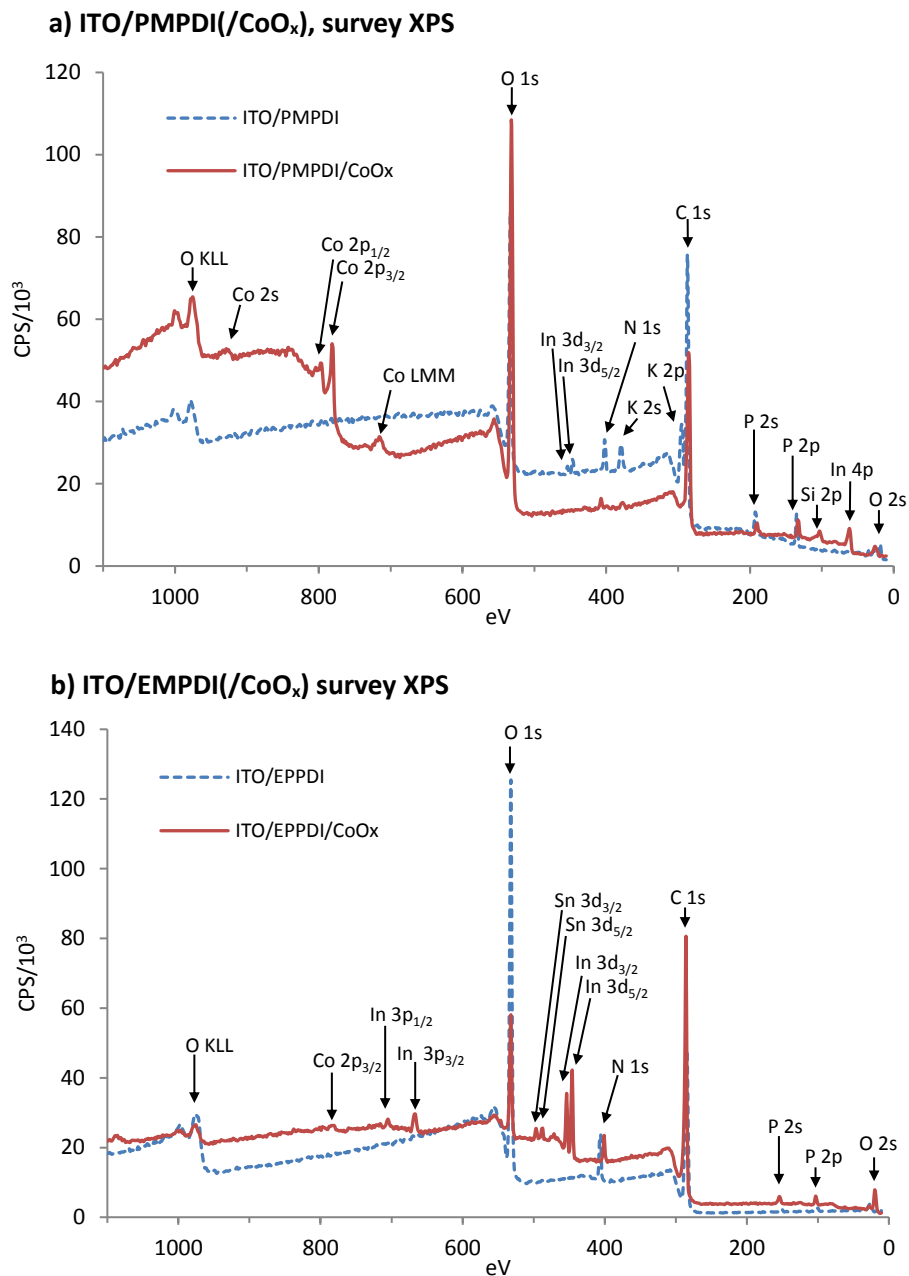 a) ITO/PMPDI(/CoOₓ), survey XPS
120
100
80
60
40
20
0
CPS/10³
ITO/PMPDI
ITO/PMPDI/CoOx
O 1s
C 1s
Co 2p₁/₂
Co 2p₃/₂
O KLL
Co 2s
Co LMM
In 3d₃/₂
In 3d₅/₂
N 1s
K 2p
K 2s
P 2s
P 2p
Si 2p
In 4p
O 2s
1000 800 600 400 200 0
eV
b) ITO/EMPDI(/CoOₓ) survey XPS
140
120
100
80
60
40
20
0
CPS/10³
ITO/EPPDI
ITO/EPPDI/CoOx
O 1s
C 1s
Sn 3d₃/₂
Sn 3d₅/₂
In 3d₃/₂
In 3d₅/₂
In 3p₁/₂
In 3p₃/₂
O KLL
Co 2p₃/₂
N 1s
P 2s
P 2p
O 2s
1000 800 600 400 200 0
eV